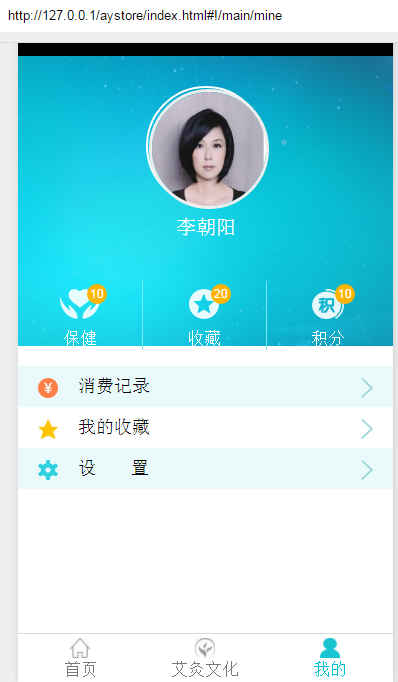 http://127.0.0.1/aystore/index.html#!/main/mine
李朝阳
10 20 积 10
保健 收藏 积分
¥ 消费记录
我的收藏
设 置
首页 艾灸文化 我的